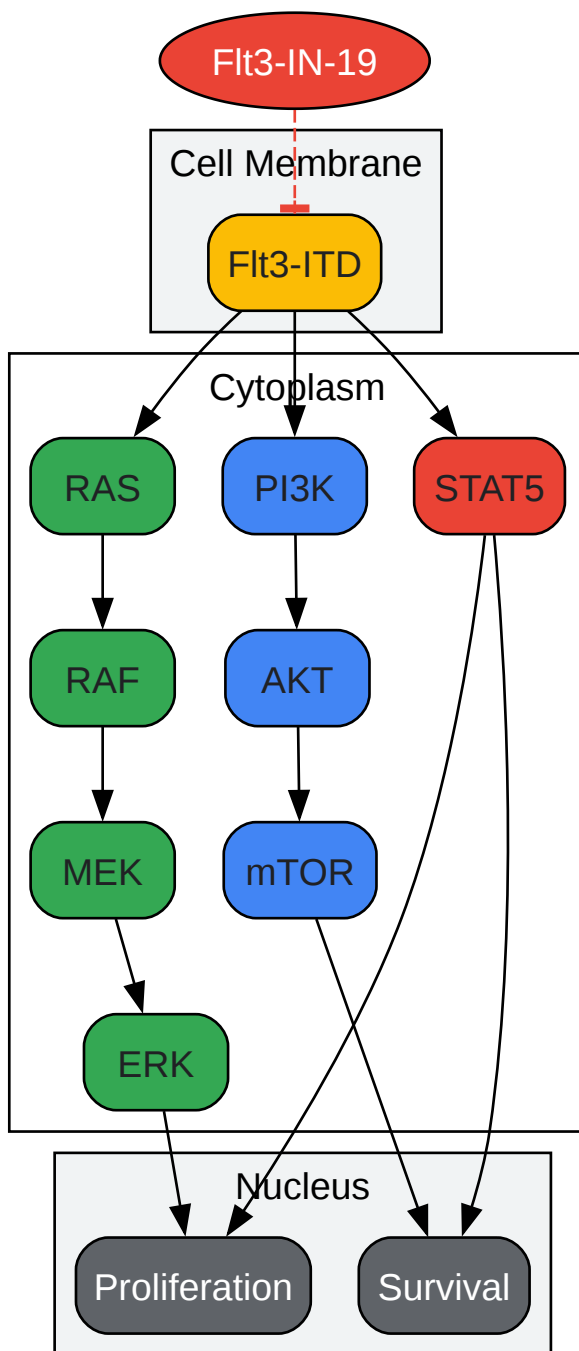 Flt3-IN-19
Cell Membrane
Flt3-ITD
Cytoplasm
RAS
PI3K
STAT5
RAF
AKT
MEK
mTOR
ERK
Nucleus
Proliferation
Survival